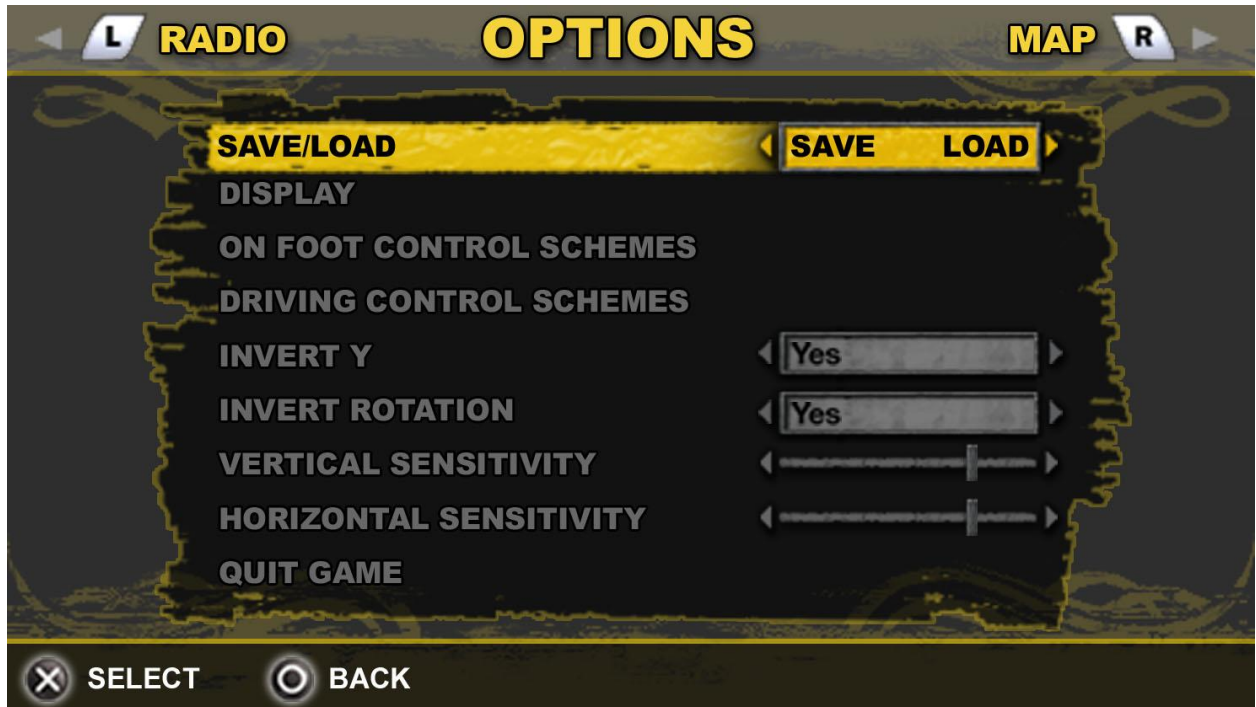 L RADIO OPTIONS MAP R
SAVE/LOAD SAVE LOAD
DISPLAY
ON FOOT CONTROL SCHEMES
DRIVING CONTROL SCHEMES
INVERT Y Yes
INVERT ROTATION Yes
VERTICAL SENSITIVITY
HORIZONTAL SENSITIVITY
QUIT GAME
SELECT BACK